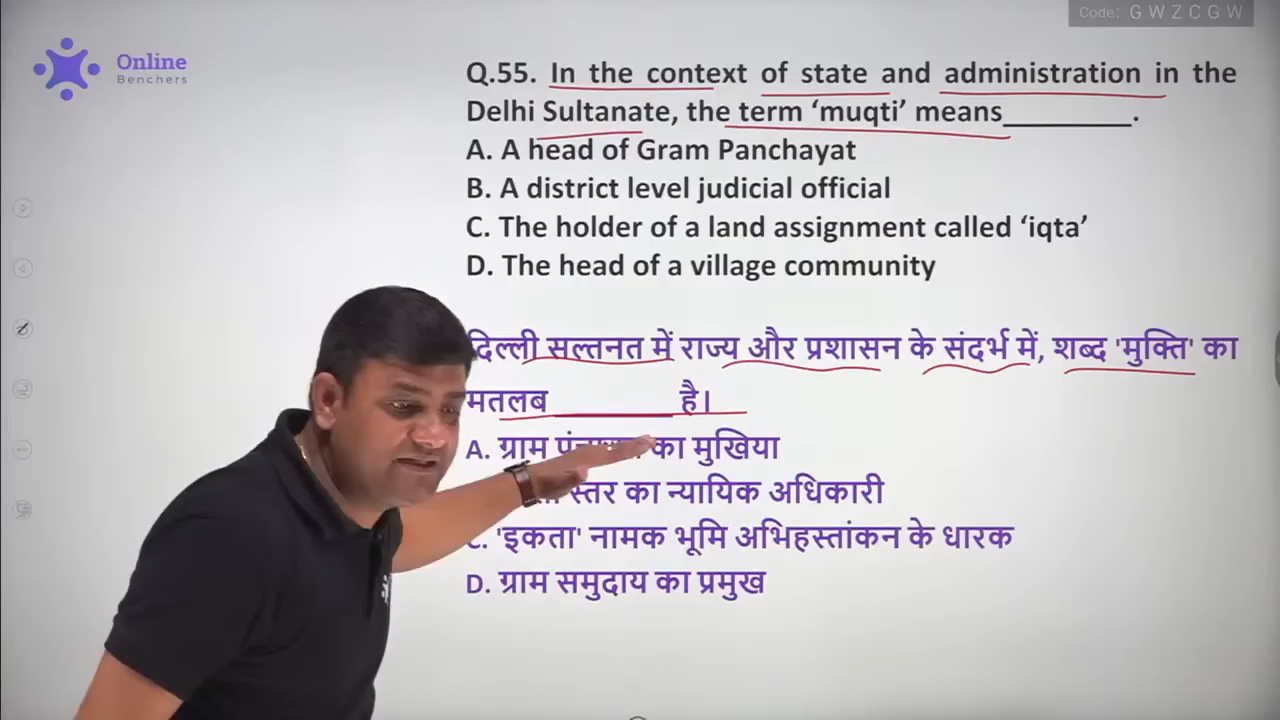 Code: G W Z C G W
Online
Benchers
Q.55. In the context of state and administration in the
Delhi Sultanate, the term ‘muqti’ means________.
A. A head of Gram Panchayat
B. A district level judicial official
C. The holder of a land assignment called ‘iqta’
D. The head of a village community
दिल्ली सल्तनत में राज्य और प्रशासन के संदर्भ में, शब्द 'मुक्ति' का
मतलब ________ है।
A. ग्राम का मुखिया
स्तर का न्यायिक अधिकारी
C. 'इकता' नामक भूमि अभिहस्तांकन के धारक
D. ग्राम समुदाय का प्रमुख